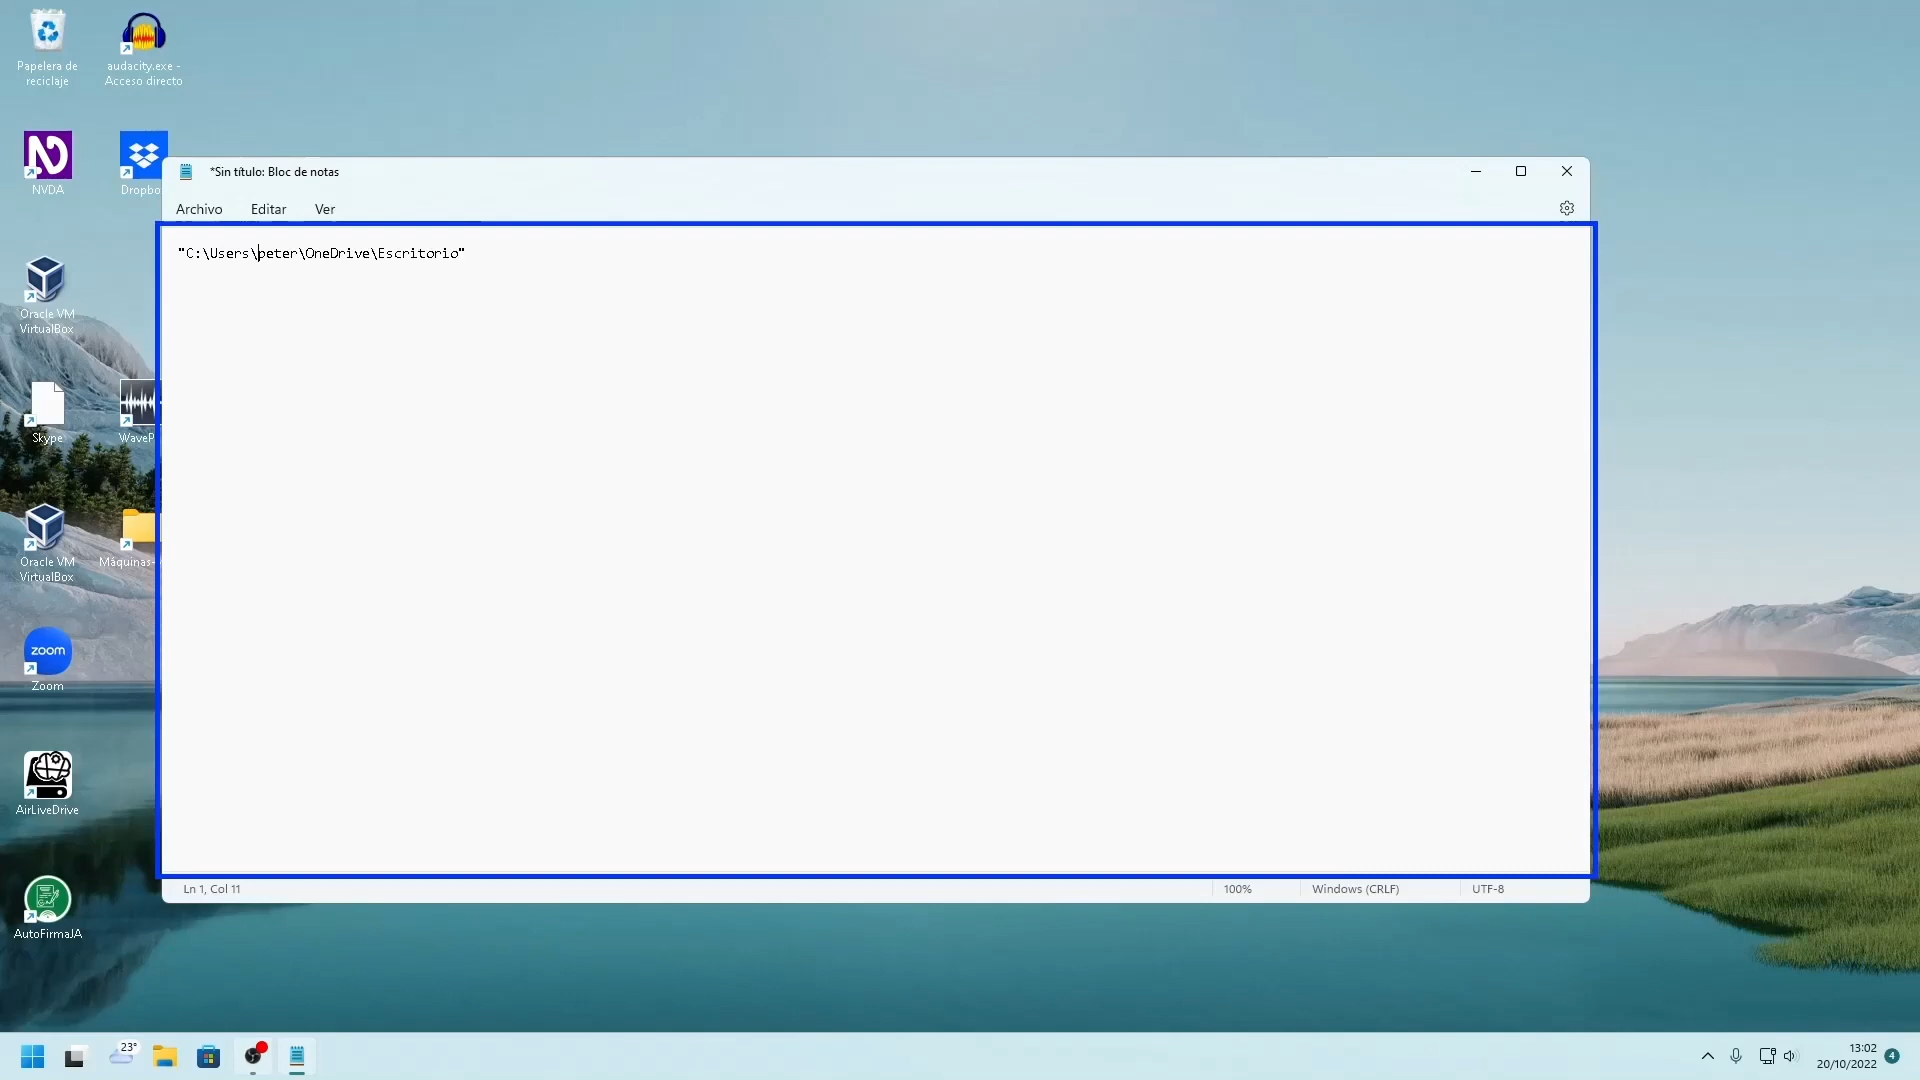 Papelera de
reciclaje
audacity.exe -
Acceso directo
NVDA
Dropbo
*Sin título: Bloc de notas
Archivo Editar Ver
"C:\Users\peter\OneDrive\Escritorio"
Oracle VM
VirtualBox
Skype
WaveP
Oracle VM
VirtualBox
Máquinas-
zoom
Zoom
AirLiveDrive
AutoFirmaJA
Ln 1, Col 11
100%
Windows (CRLF)
UTF-8
23°
13:02
20/10/2022
4